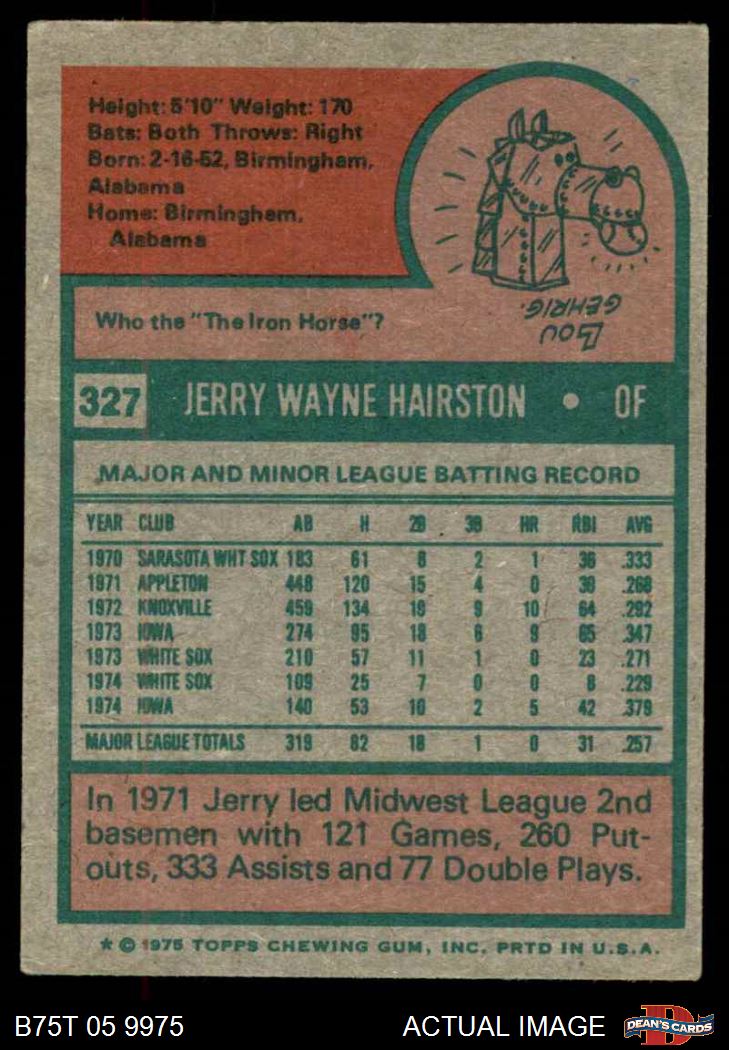 Height: 5'10" Weight: 170
Bats: Both Throws: Right
Born: 2-16-52, Birmingham,
Alabama
Home: Birmingham,
Alabama
Who the "The Iron Horse"?
LOU
GEHRIG.
327 JERRY WAYNE HAIRSTON • OF
MAJOR AND MINOR LEAGUE BATTING RECORD
YEAR CLUB AB H 2B 3B HR RBI AVG
1970 SARASOTA WHT SOX 183 61 8 2 1 36 .333
1971 APPLETON 448 120 15 4 0 39 .268
1972 KNOXVILLE 459 134 19 9 10 64 .292
1973 IOWA 274 95 18 6 9 65 .347
1973 WHITE SOX 210 57 11 1 0 23 .271
1974 WHITE SOX 109 25 7 0 0 8 .229
1974 IOWA 140 53 10 2 5 42 .379
MAJOR LEAGUE TOTALS 319 82 18 1 0 31 .257
In 1971 Jerry led Midwest League 2nd
basemen with 121 Games, 260 Put-
outs, 333 Assists and 77 Double Plays.
* © 1975 TOPPS CHEWING GUM, INC. PRTD IN U.S.A.
B75T 05 9975 ACTUAL IMAGE DEAN'S CARDS